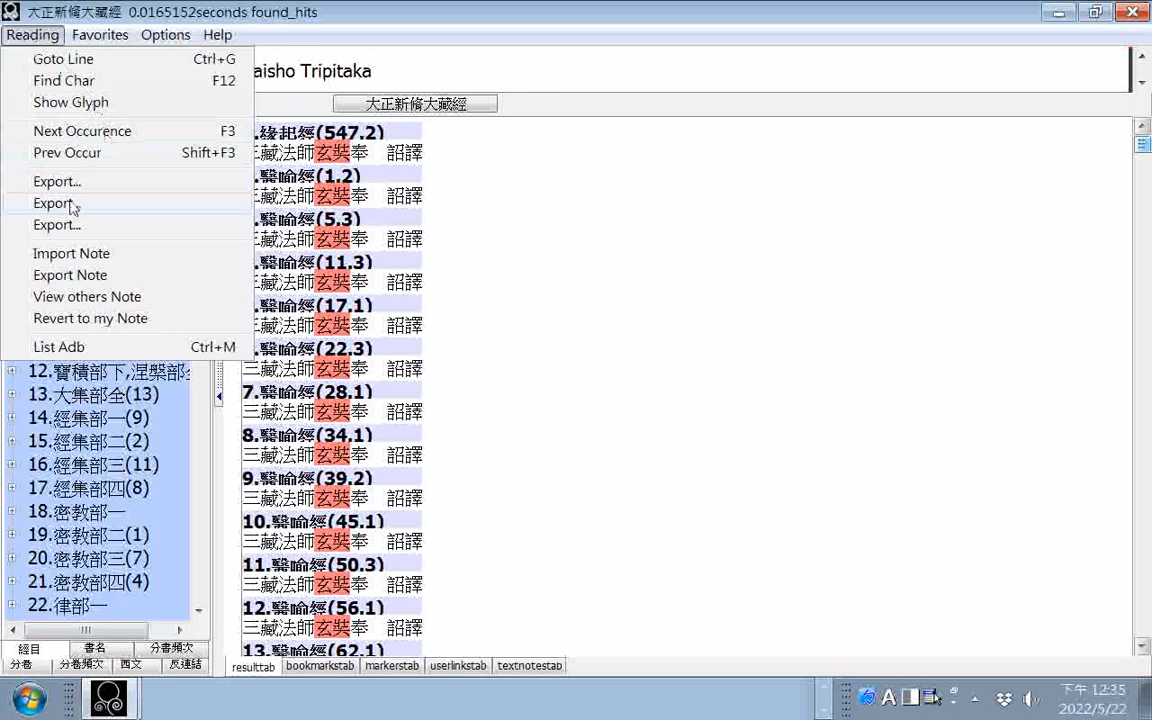 大正新脩大藏經 0.0165152seconds found_hits
Reading Favorites Options Help
Goto Line Ctrl+G
Find Char F12
Show Glyph
Next Occurence F3
Prev Occur Shift+F3
Export...
Export...
Export...
Import Note
Export Note
View others Note
Revert to my Note
List Adb Ctrl+M
aisho Tripitaka
大正新脩大藏經
12.寶積部下,涅槃部全
13.大集部全(13)
14.經集部一(9)
15.經集部二(2)
16.經集部三(11)
17.經集部四(8)
18.密教部一
19.密教部二(1)
20.密教部三(7)
21.密教部四(4)
22.律部一
經目 書名 分書頻次
分卷 分卷頻次 西文 反連結
.緣起經(547.2)
三藏法師玄奘奉 詔譯
.醫喻經(1.2)
三藏法師玄奘奉 詔譯
.醫喻經(5.3)
三藏法師玄奘奉 詔譯
.醫喻經(11.3)
三藏法師玄奘奉 詔譯
.醫喻經(17.1)
三藏法師玄奘奉 詔譯
.醫喻經(22.3)
三藏法師玄奘奉 詔譯
7.醫喻經(28.1)
三藏法師玄奘奉 詔譯
8.醫喻經(34.1)
三藏法師玄奘奉 詔譯
9.醫喻經(39.2)
三藏法師玄奘奉 詔譯
10.醫喻經(45.1)
三藏法師玄奘奉 詔譯
11.醫喻經(50.3)
三藏法師玄奘奉 詔譯
12.醫喻經(56.1)
三藏法師玄奘奉 詔譯
13.醫喻經(62.1)
resulttab bookmarkstab markerstab userlinkstab textnotestab
A
下午 12:35
2022/5/22